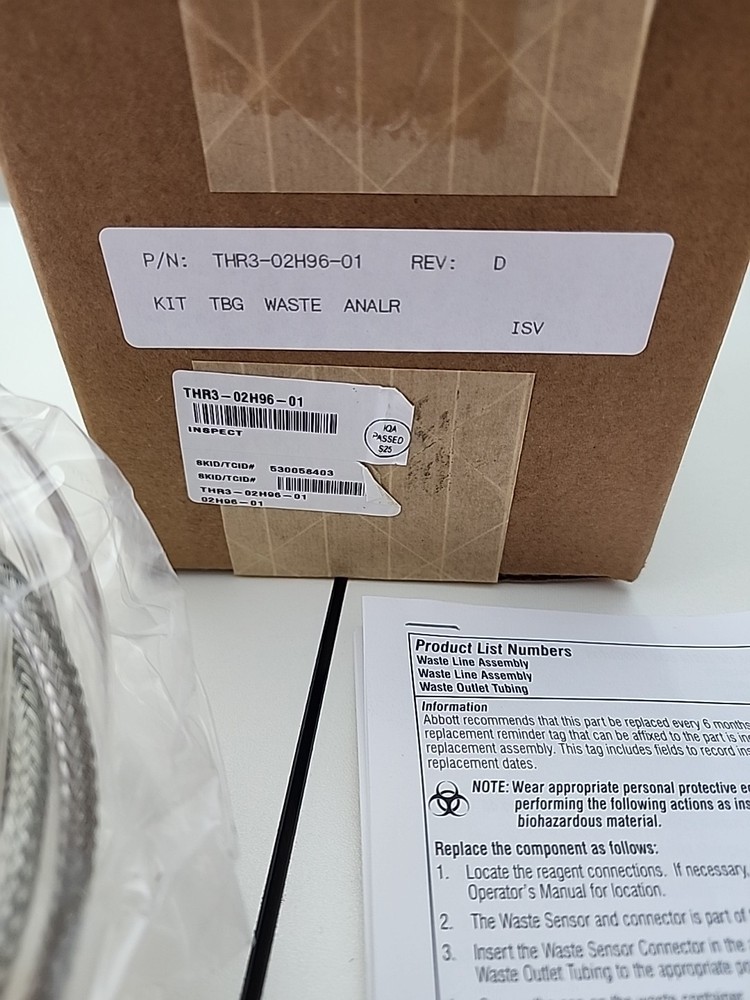 P/N: THR3-02H96-01 REV: D
KIT TBG WASTE ANALR
ISV
THR3-02H96-01
INSPECT
IQA
PASSED
S25
SKID/TCID# 530058403
SKID/TCID#
THR3-02H96-01
02H96-01
Product List Numbers
Waste Line Assembly
Waste Line Assembly
Waste Outlet Tubing
Information
Abbott recommends that this part be replaced every 6 months
replacement reminder tag that can be affixed to the part is
replacement assembly. This tag includes fields to record
replacement dates.
NOTE: Wear appropriate personal protective
performing the following actions as
biohazardous material.
Replace the component as follows:
1. Locate the reagent connections. If necessary,
Operator's Manual for location.
2. The Waste Sensor and connector is part of
3. Insert the Waste Sensor Connector in the
Waste Outlet Tubing to the appropriate